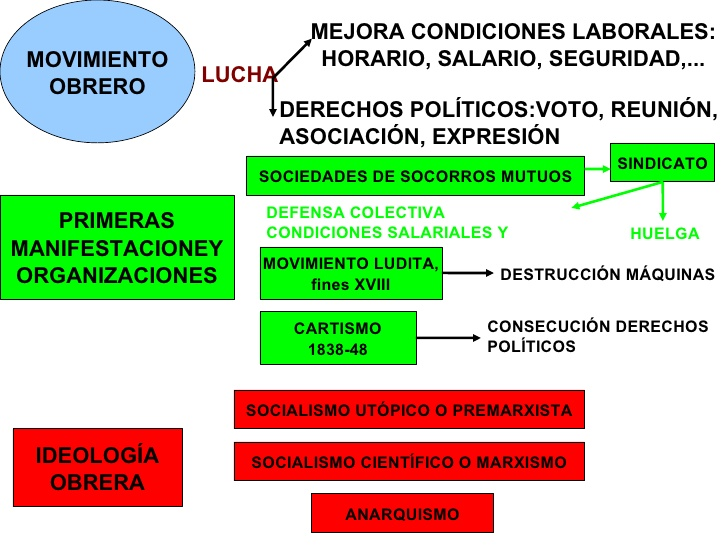 MOVIMIENTO
OBRERO
LUCHA
MEJORA CONDICIONES LABORALES:
HORARIO, SALARIO, SEGURIDAD,...
DERECHOS POLÍTICOS:VOTO, REUNIÓN,
ASOCIACIÓN, EXPRESIÓN
PRIMERAS
MANIFESTACIONEY
ORGANIZACIONES
SOCIEDADES DE SOCORROS MUTUOS
SINDICATO
DEFENSA COLECTIVA
CONDICIONES SALARIALES Y
HUELGA
MOVIMIENTO LUDITA,
fines XVIII
DESTRUCCIÓN MÁQUINAS
CARTISMO
1838-48
CONSECUCIÓN DERECHOS
POLÍTICOS
IDEOLOGÍA
OBRERA
SOCIALISMO UTÓPICO O PREMARXISTA
SOCIALISMO CIENTÍFICO O MARXISMO
ANARQUISMO